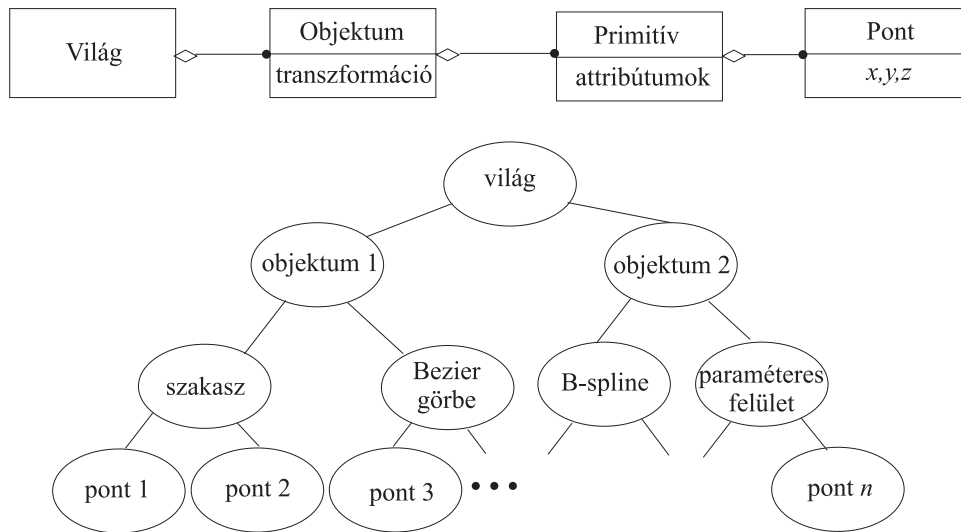 Világ
Objektum
transzformáció
Primitív
attribútumok
Pont
x,y,z
világ
objektum 1
objektum 2
szakasz
Bezier
görbe
B-spline
paraméteres
felület
pont 1
pont 2
pont 3
pont n